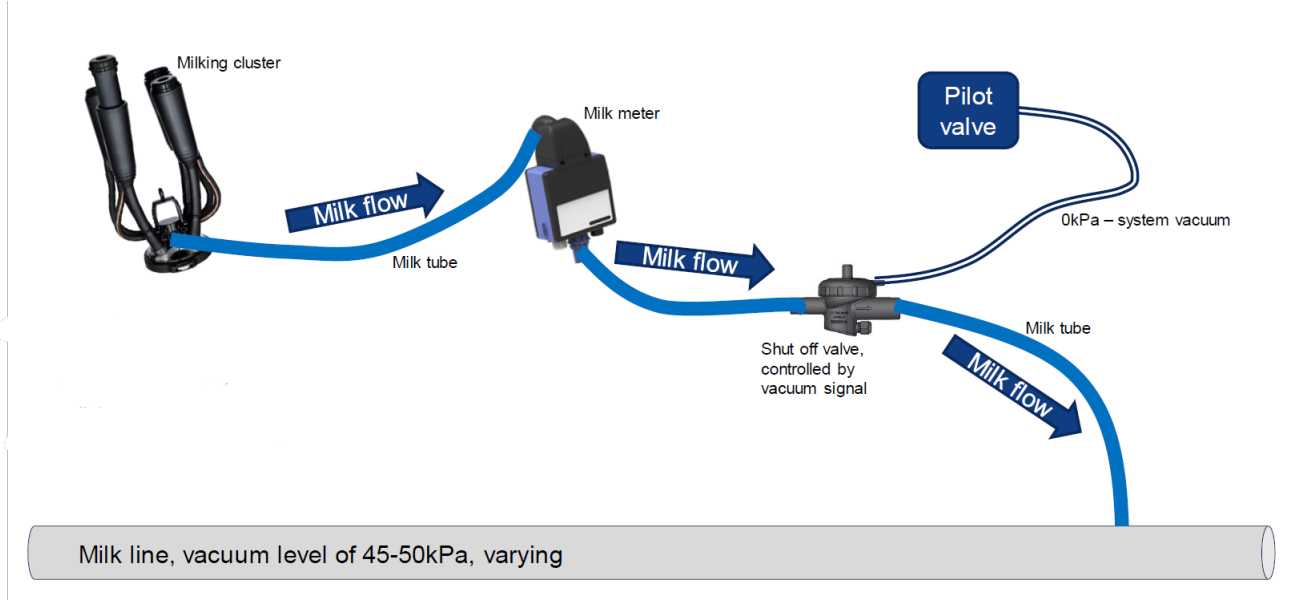 Milking cluster
Milk meter
Pilot
valve
Milk flow
0kPa – system vacuum
Milk tube
Milk flow
Shut off valve,
controlled by
vacuum signal
Milk tube
Milk flow
Milk line, vacuum level of 45-50kPa, varying